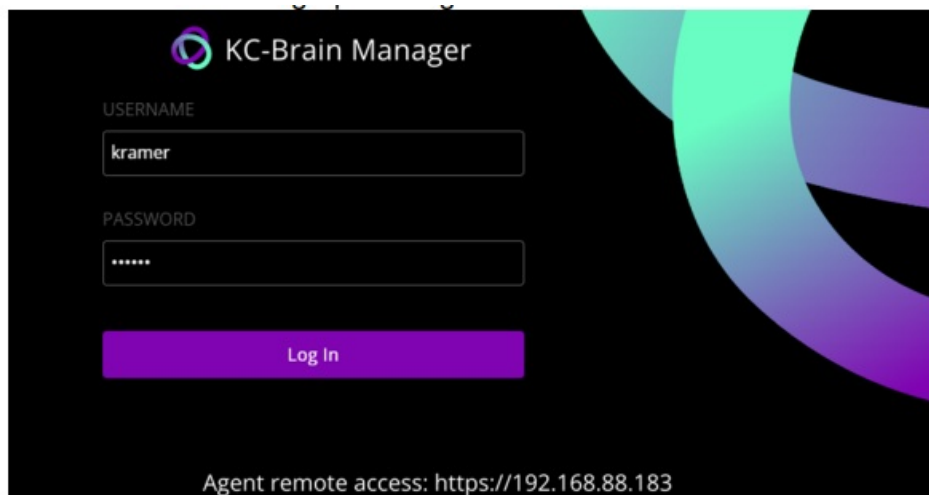 KC-Brain Manager
USERNAME
kramer
PASSWORD
••••••
Log In
Agent remote access: https://192.168.88.183